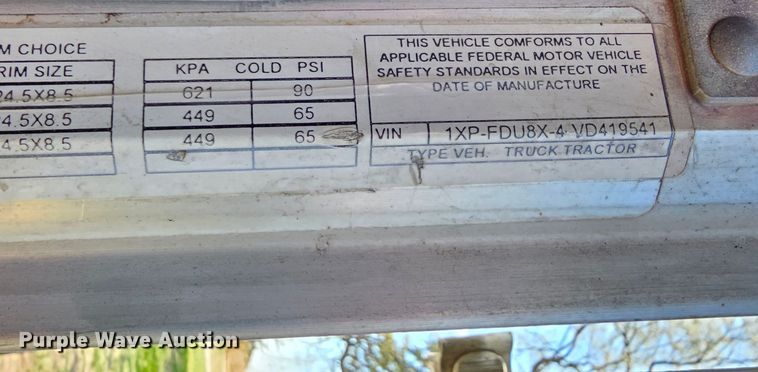 M CHOICE
RIM SIZE
24.5X8.5
24.5X8.5
4.5X8.5
KPA COLD PSI
621 90
449 65
449 65
THIS VEHICLE COMFORMS TO ALL
APPLICABLE FEDERAL MOTOR VEHICLE
SAFETY STANDARDS IN EFFECT ON THE
DATE OF MANUFACTURE
VIN 1XP-FDU8X-4-VD419541
TYPE VEH. TRUCK TRACTOR
Purple Wave Auction